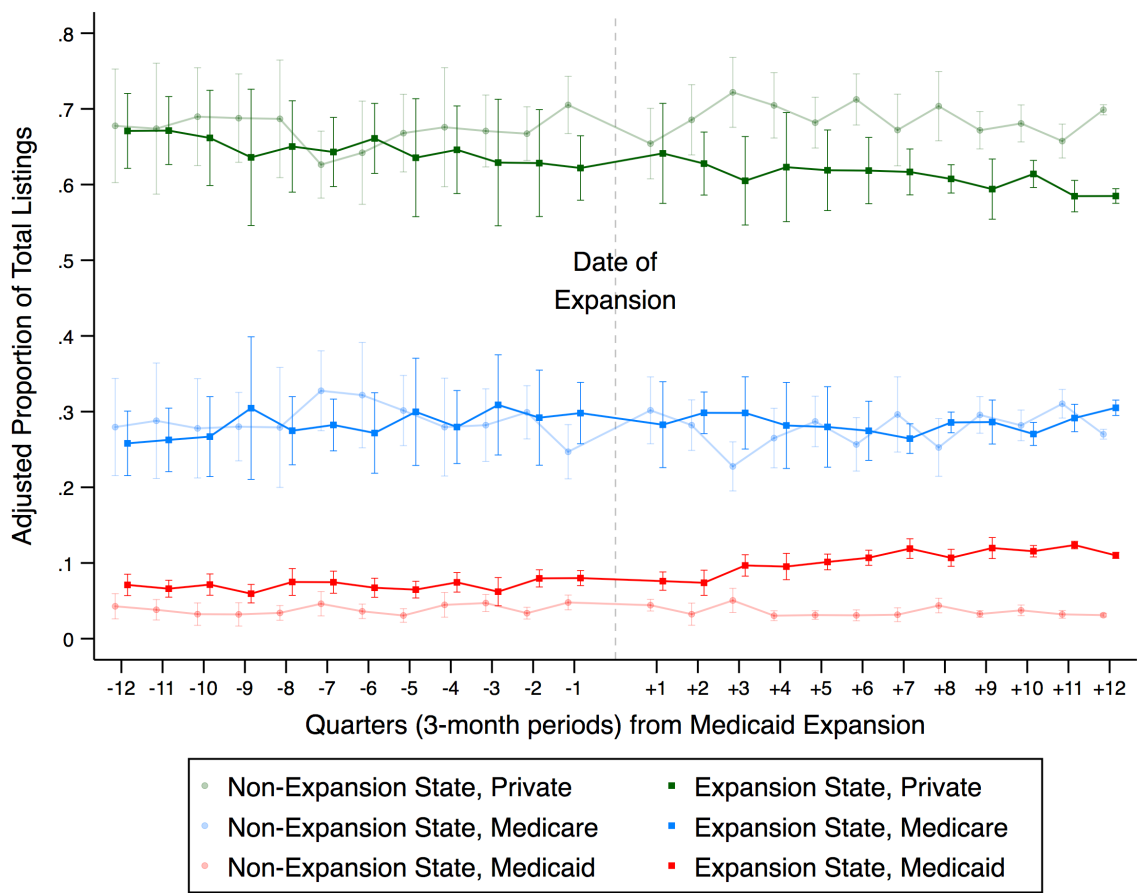 Adjusted Proportion of Total Listings
.8
.7
.6
.5
.4
.3
.2
.1
0
Date of
Expansion
-12 -11 -10 -9 -8 -7 -6 -5 -4 -3 -2 -1 +1 +2 +3 +4 +5 +6 +7 +8 +9 +10 +11 +12
Quarters (3-month periods) from Medicaid Expansion
Non-Expansion State, Private Expansion State, Private
Non-Expansion State, Medicare Expansion State, Medicare
Non-Expansion State, Medicaid Expansion State, Medicaid